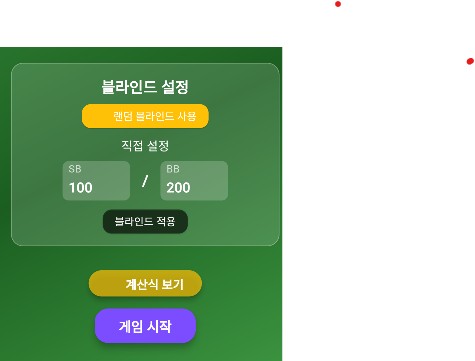 블라인드 설정
랜덤 블라인드 사용
직접 설정
SB
100
/
BB
200
블라인드 적용
계산식 보기
게임 시작